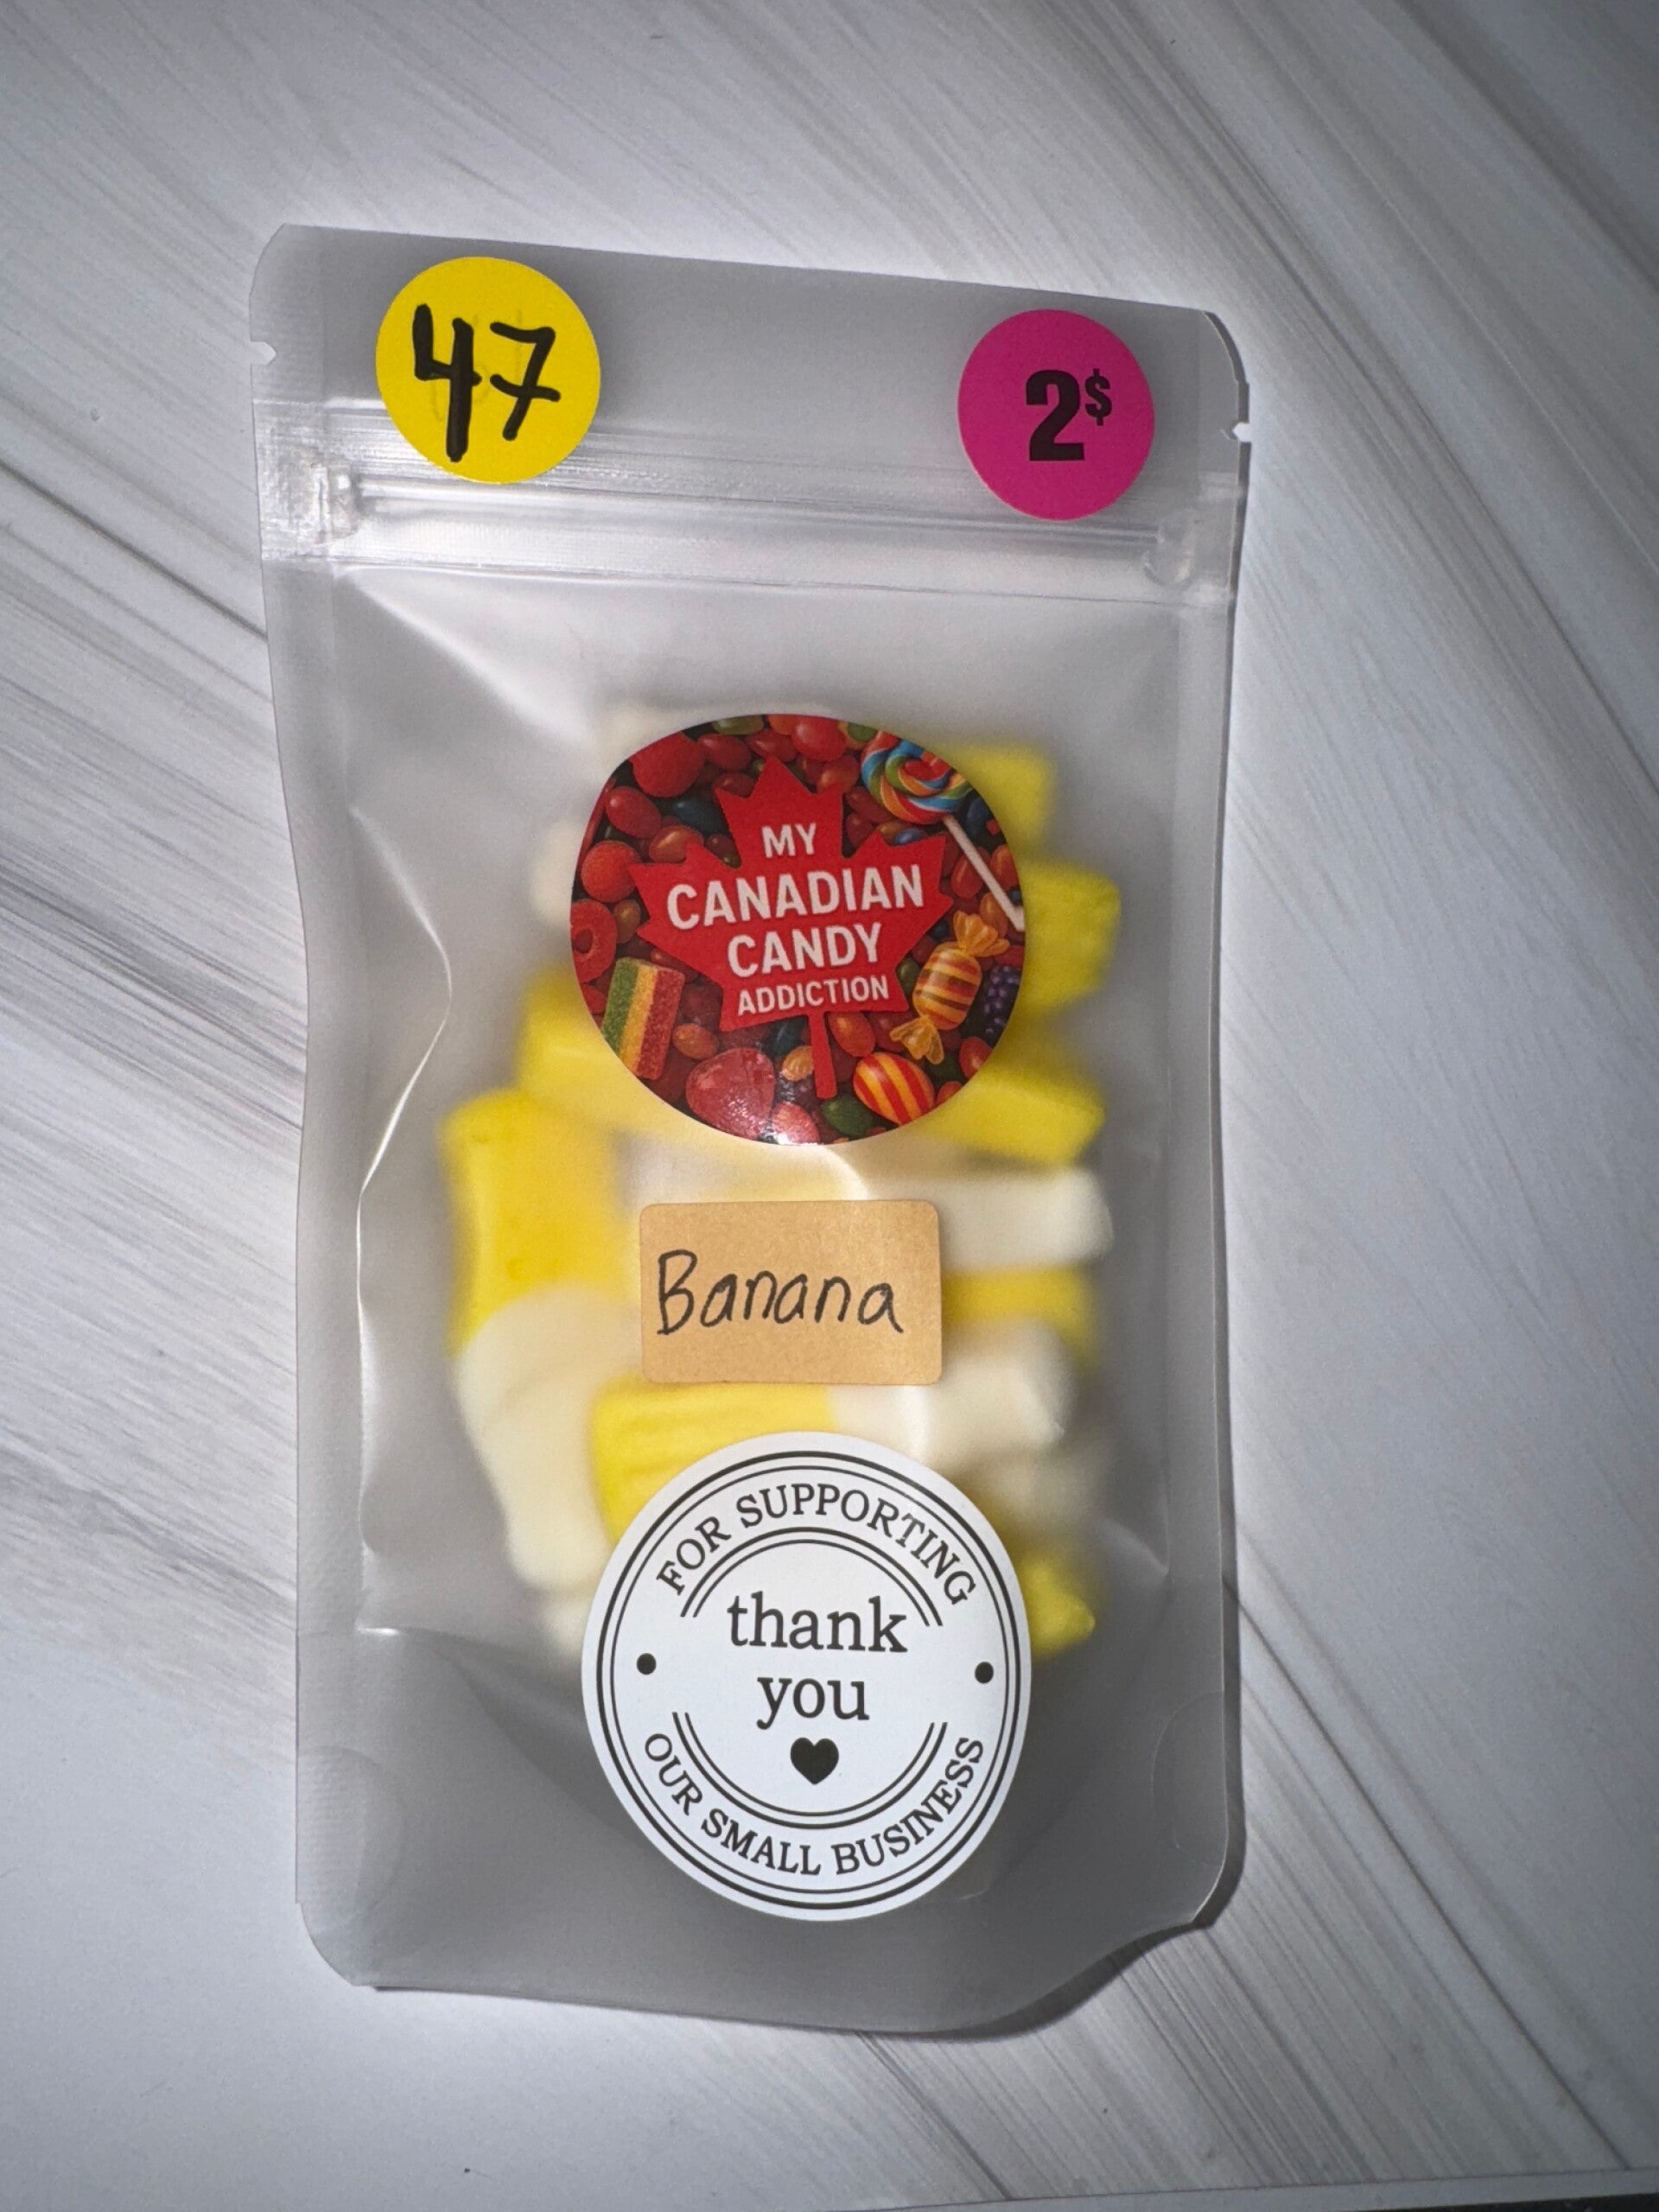 47
2$
MY
CANADIAN
CANDY
ADDICTION
Banana
FOR SUPPORTING
thank
you
OUR SMALL BUSINESS